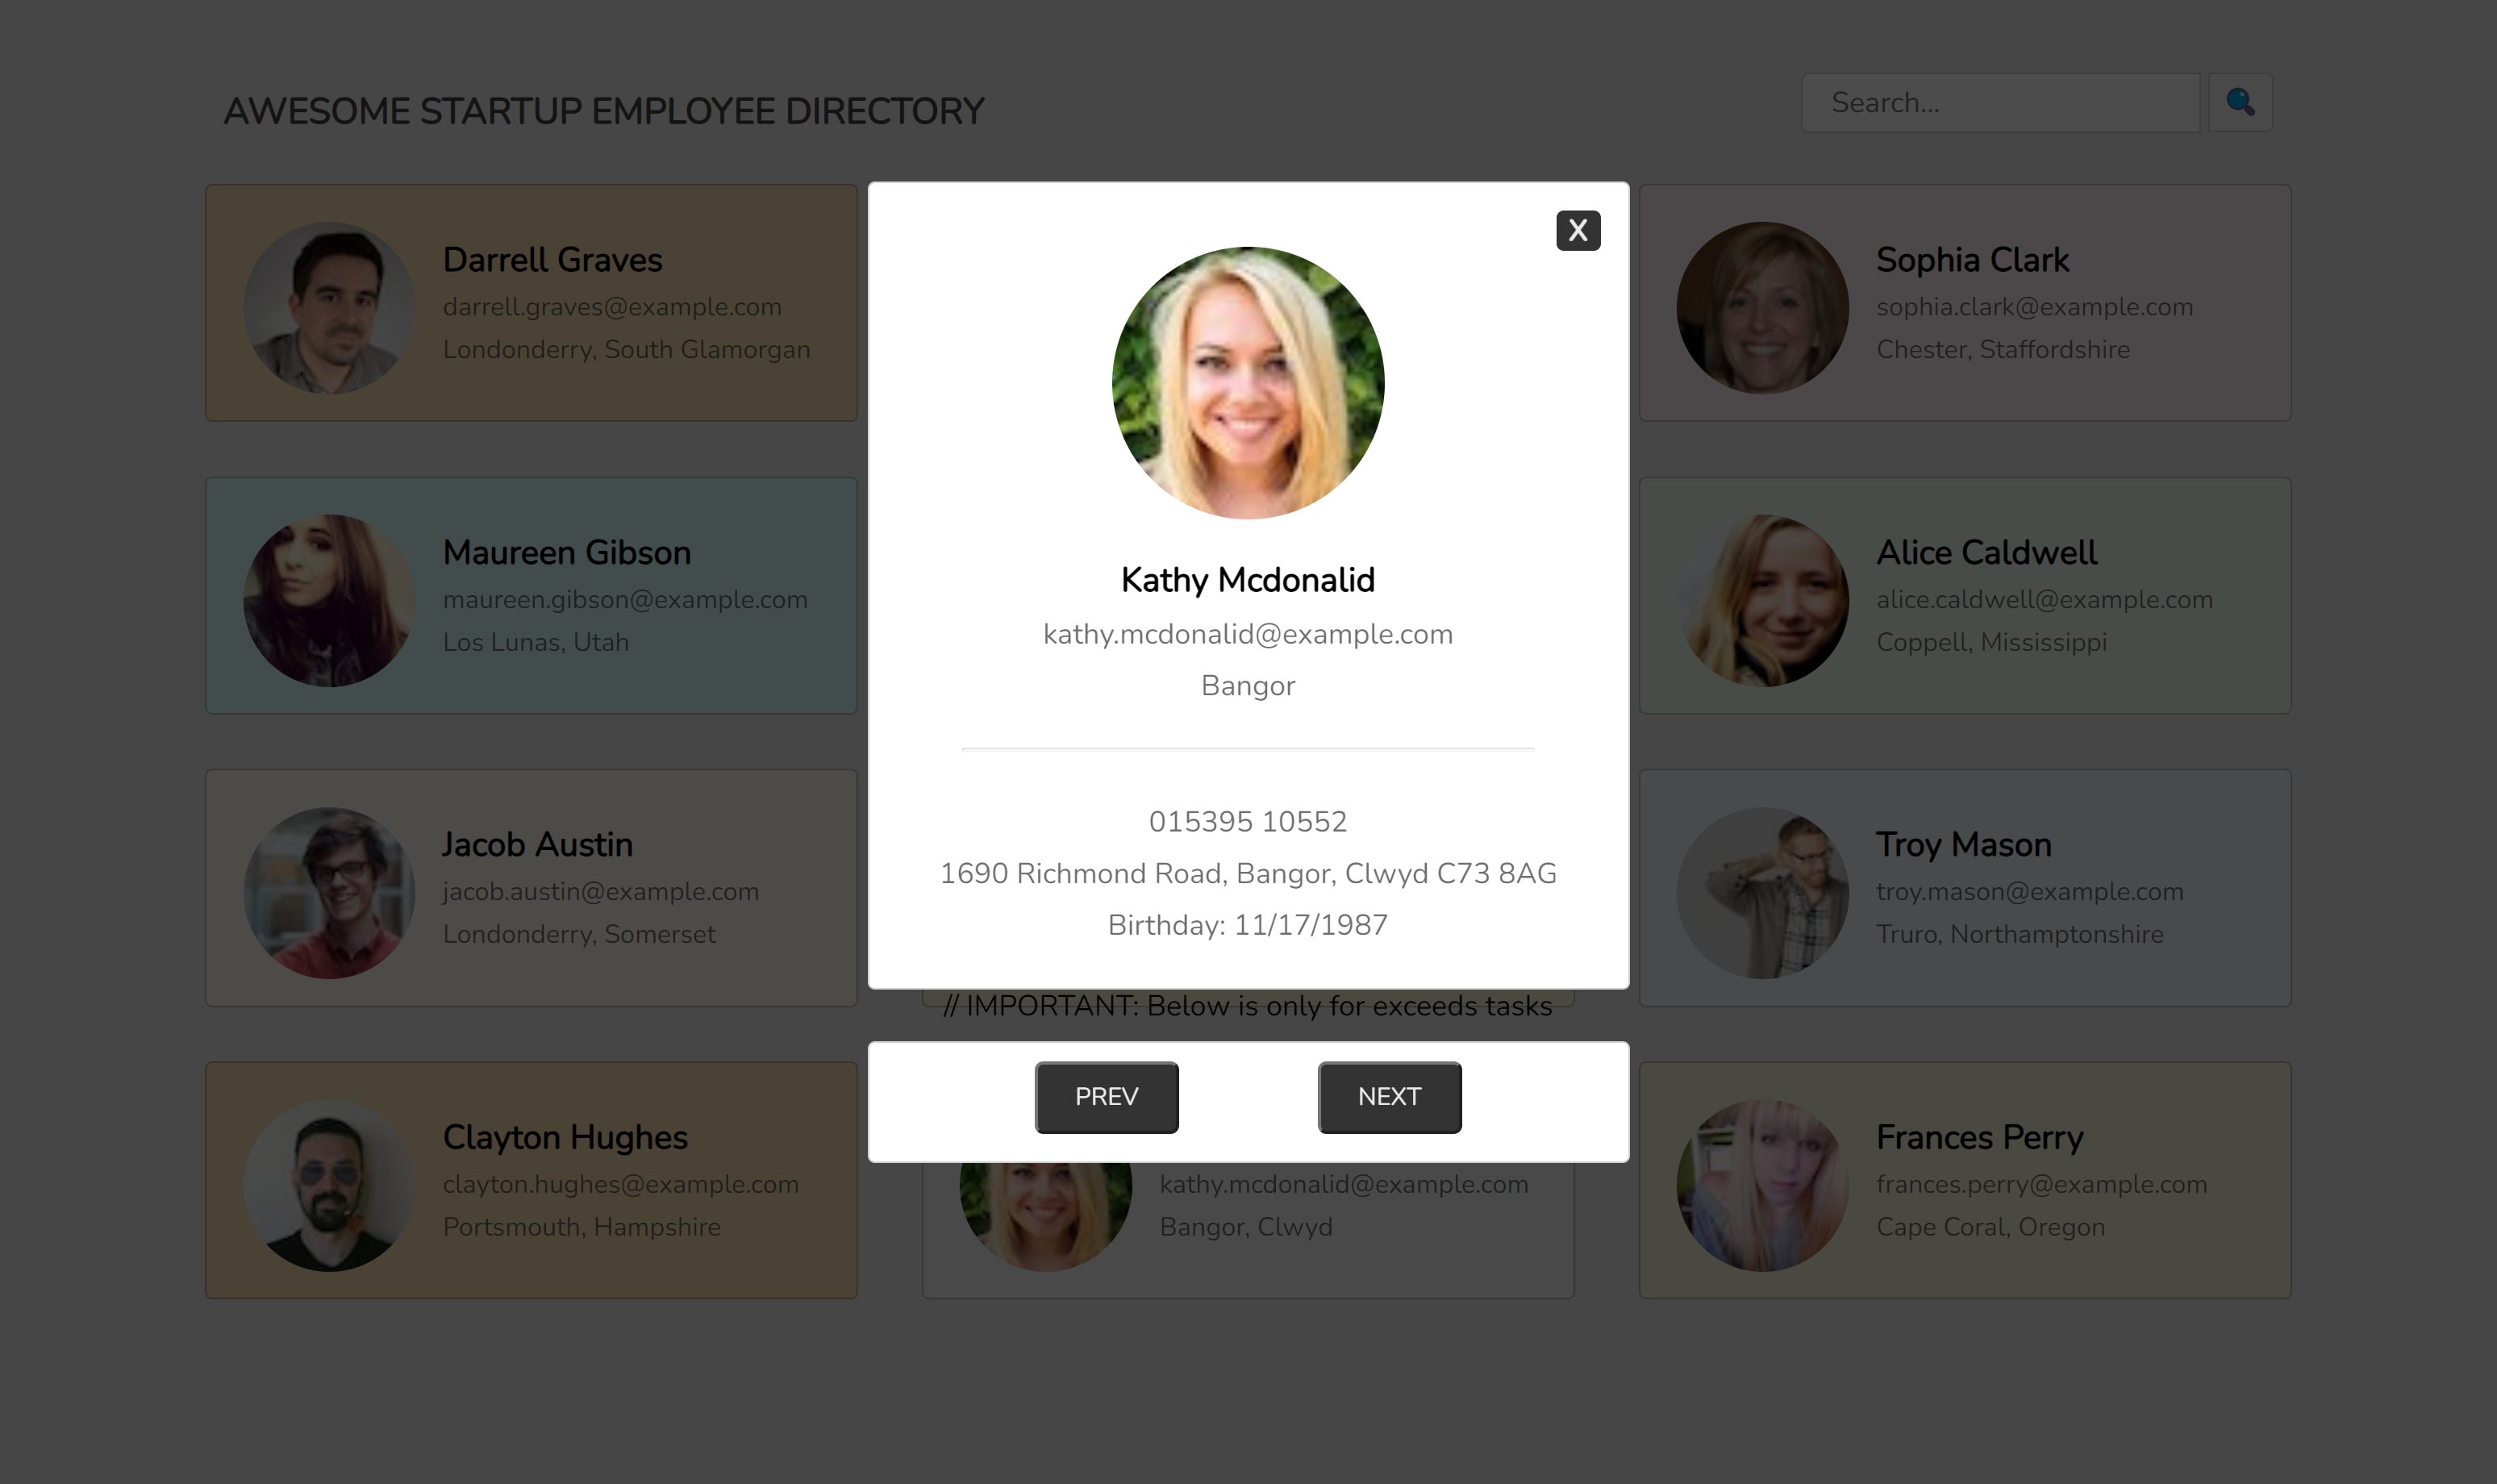 AWESOME STARTUP EMPLOYEE DIRECTORY
Search...
Darrell Graves
darrell.graves@example.com
Londonderry, South Glamorgan
X
Kathy Mcdonalid
kathy.mcdonalid@example.com
Bangor
015395 10552
1690 Richmond Road, Bangor, Clwyd C73 8AG
Birthday: 11/17/1987
Sophia Clark
sophia.clark@example.com
Chester, Staffordshire
Maureen Gibson
maureen.gibson@example.com
Los Lunas, Utah
Alice Caldwell
alice.caldwell@example.com
Coppell, Mississippi
Jacob Austin
jacob.austin@example.com
Londonderry, Somerset
Troy Mason
troy.mason@example.com
Truro, Northamptonshire
// IMPORTANT: Below is only for exceeds tasks
PREV
NEXT
Clayton Hughes
clayton.hughes@example.com
Portsmouth, Hampshire
kathy.mcdonalid@example.com
Bangor, Clwyd
Frances Perry
frances.perry@example.com
Cape Coral, Oregon